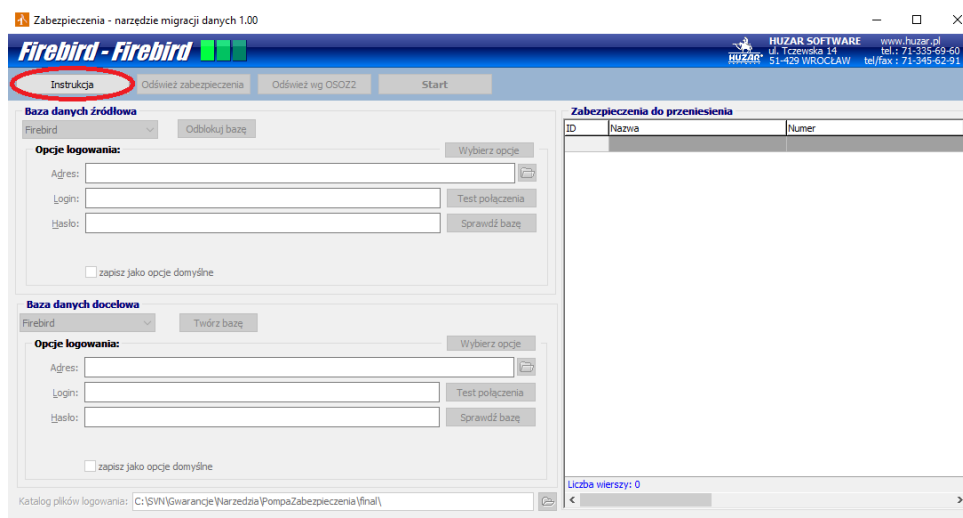 Zabezpieczenia - narzędzie migracji danych 1.00
Firebird - Firebird
HUZAR
HUZAR SOFTWARE www.huzar.pl
ul. Tczewska 14 tel.: 71-335-69-60
51-429 WROCŁAW tel/fax : 71-345-62-91
Instrukcja Odśwież zabezpieczenia Odśwież wg OSOZ2 Start
Baza danych źródłowa
Firebird Odblokuj bazę
Opcje logowania: Wybierz opcje
Adres:
Login: Test połączenia
Hasło: Sprawdź bazę
zapisz jako opcje domyślne
Baza danych docelowa
Firebird Twórz bazę
Opcje logowania: Wybierz opcje
Adres:
Login: Test połączenia
Hasło: Sprawdź bazę
zapisz jako opcje domyślne
Katalog plików logowania: C:\SVN\Gwarancje\Narzedzia\PompaZabezpieczenia\final\
Zabezpieczenia do przeniesienia
ID Nazwa Numer
Liczba wierszy: 0